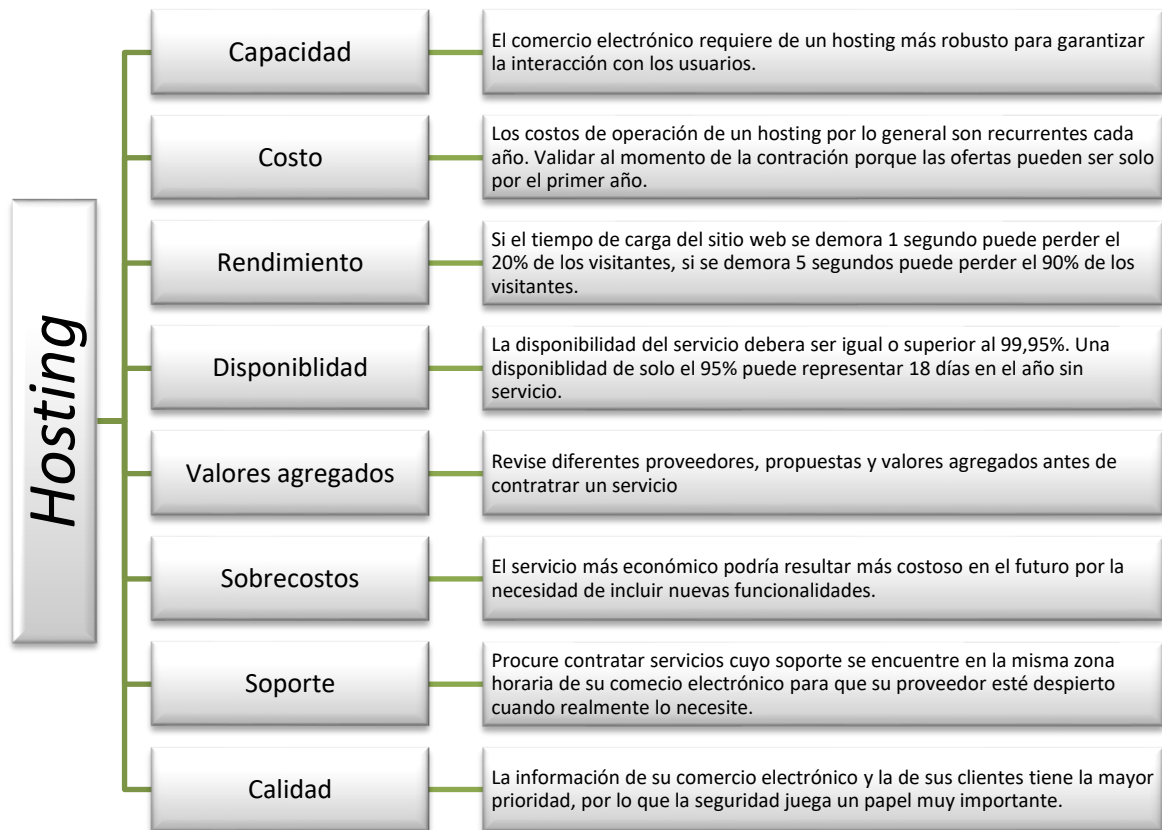 Hosting
Capacidad
El comercio electrónico requiere de un hosting más robusto para garantizar
la interacción con los usuarios.
Costo
Los costos de operación de un hosting por lo general son recurrentes cada
año. Validar al momento de la contración porque las ofertas pueden ser solo
por el primer año.
Rendimiento
Si el tiempo de carga del sitio web se demora 1 segundo puede perder el
20% de los visitantes, si se demora 5 segundos puede perder el 90% de los
visitantes.
Disponiblidad
La disponibilidad del servicio debera ser igual o superior al 99,95%. Una
disponiblidad de solo el 95% puede representar 18 días en el año sin
servicio.
Valores agregados
Revise diferentes proveedores, propuestas y valores agregados antes de
contratrar un servicio
Sobrecostos
El servicio más económico podría resultar más costoso en el futuro por la
necesidad de incluir nuevas funcionalidades.
Soporte
Procure contratar servicios cuyo soporte se encuentre en la misma zona
horaria de su comecio electrónico para que su proveedor esté despierto
cuando realmente lo necesite.
Calidad
La información de su comercio electrónico y la de sus clientes tiene la mayor
prioridad, por lo que la seguridad juega un papel muy importante.